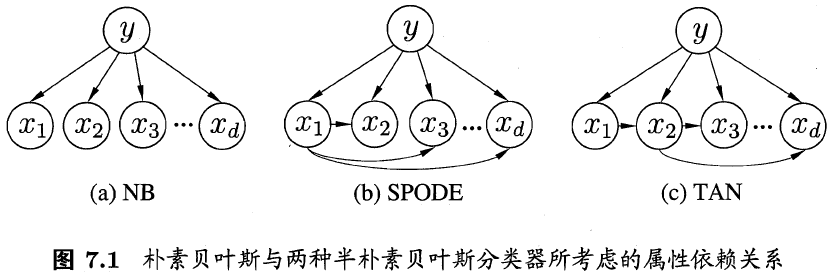 y y y
x1 x2 x3 ... xd x1 x2 x3 ... xd x1 x2 x3 ... xd
(a) NB (b) SPODE (c) TAN
图 7.1 朴素贝叶斯与两种半朴素贝叶斯分类器所考虑的属性依赖关系